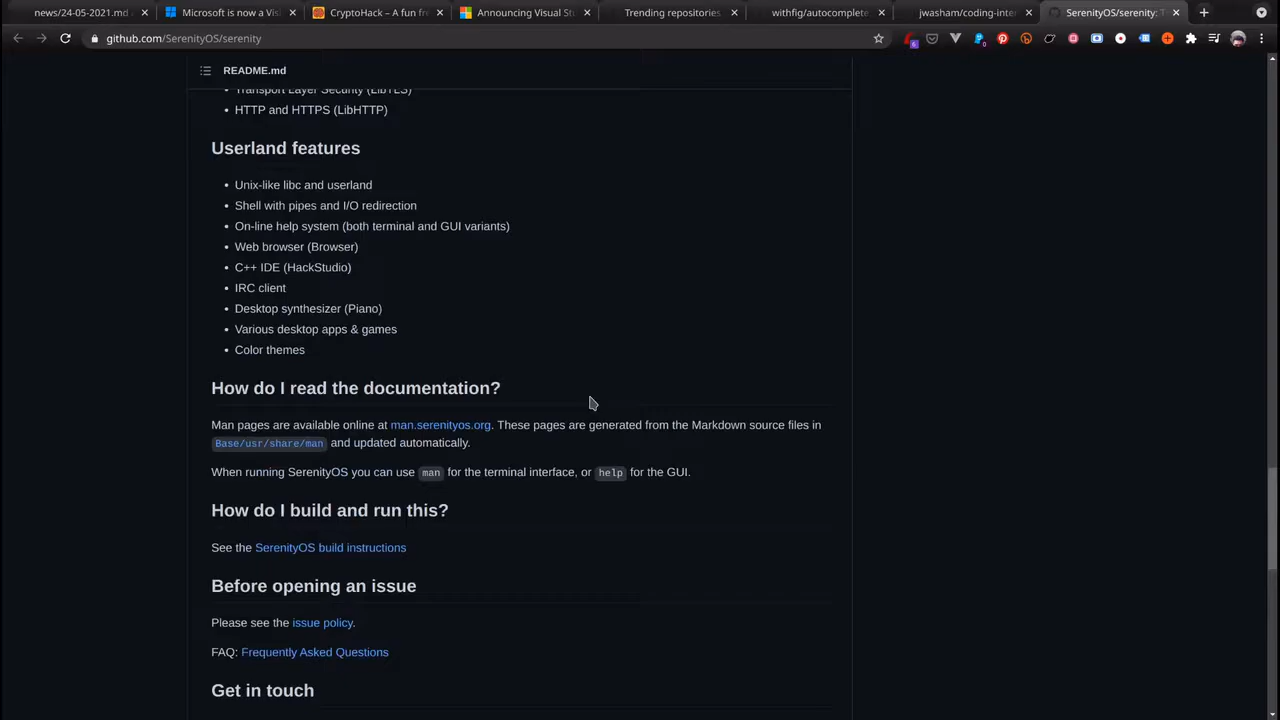 news/24-05-2021.md
Microsoft is now a Vis
CryptoHack – A fun fre
Announcing Visual Stu
Trending repositories
withfig/autocomplete
jwasham/coding-inter
SerenityOS/serenity: T
github.com/SerenityOS/serenity
README.md
Transport Layer Security (LibTLS)
• HTTP and HTTPS (LibHTTP)
Userland features
• Unix-like libc and userland
• Shell with pipes and I/O redirection
• On-line help system (both terminal and GUI variants)
• Web browser (Browser)
• C++ IDE (HackStudio)
• IRC client
• Desktop synthesizer (Piano)
• Various desktop apps & games
• Color themes
How do I read the documentation?
Man pages are available online at man.serenityos.org. These pages are generated from the Markdown source files in
Base/usr/share/man and updated automatically.
When running SerenityOS you can use man for the terminal interface, or help for the GUI.
How do I build and run this?
See the SerenityOS build instructions
Before opening an issue
Please see the issue policy.
FAQ: Frequently Asked Questions
Get in touch